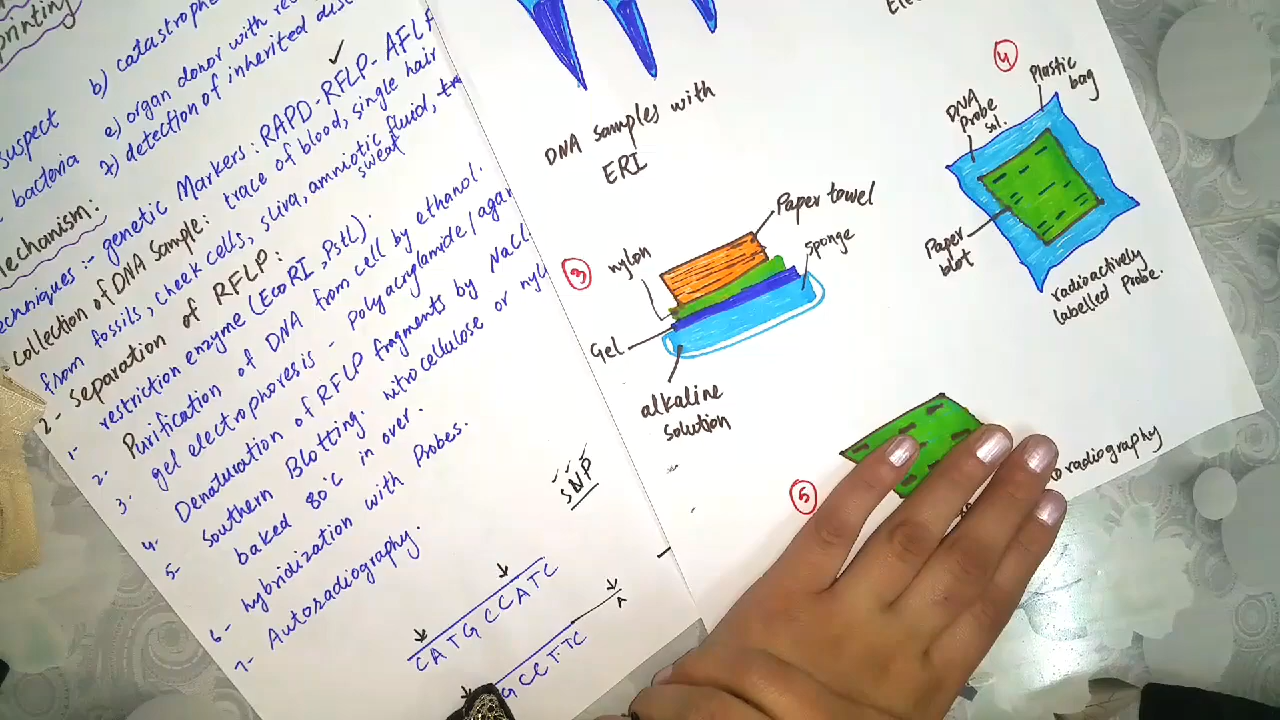 printing
b) catastrophe
suspect
e) organ donor with re
bacteria
7) detection of inherited dis
Mechanism:
techniques :- genetic Markers : RAPD - RFLP - AFLP
collection of DNA Sample: trace of blood, single hair
from fossils, cheek cells, sliva, amniotic fluid,
sweat
2- separation of RFLP:
1- restriction enzyme (EcoRI, PstI).
2- Purification of DNA from cell by ethanol.
3- gel electrophoresis - Polyacrylamide / agar
4- Denaturation of RFLP fragments by NaCl
5- Southern Blotting. nitrocellulose or nyl
baked 80°C in over.
6- hybridization with Probes.
7- Autoradiography.
SNP
CATGCCATC
GCCTTC
A
DNA samples with
ERI
3
nylon
Paper towel
sponge
Gel
alkaline
solution
4
Plastic
bag
DNA
Probe
sol.
Paper
blot
radioactively
labelled Probe.
5
oradiography